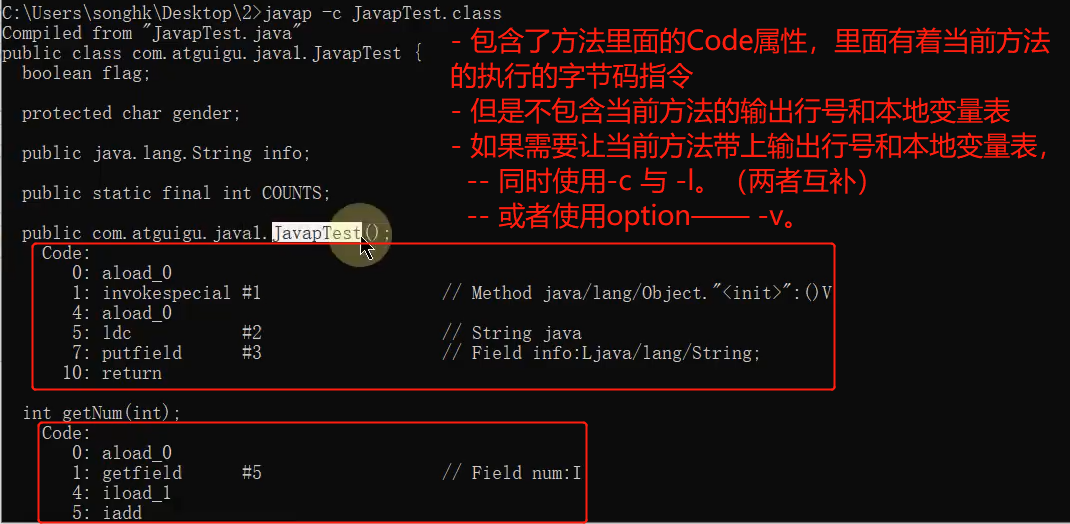 C:\Users\songhk\Desktop\2>javap -c JavapTest.class
Compiled from "JavapTest.java"
public class com.atguigu.java1.JavapTest {
boolean flag;
protected char gender;
public java.lang.String info;
public static final int COUNTS;
public com.atguigu.java1.JavapTest();
Code:
0: aload_0
1: invokespecial #1 // Method java/lang/Object."<init>":()V
4: aload_0
5: ldc #2 // String java
7: putfield #3 // Field info:Ljava/lang/String;
10: return
int getNum(int);
Code:
0: aload_0
1: getfield #5 // Field num:I
4: iload_1
5: iadd
- 包含了方法里面的Code属性，里面有着当前方法
的执行的字节码指令
- 但是不包含当前方法的输出行号和本地变量表
- 如果需要让当前方法带上输出行号和本地变量表，
-- 同时使用-c 与 -l。（两者互补）
-- 或者使用option—— -v。